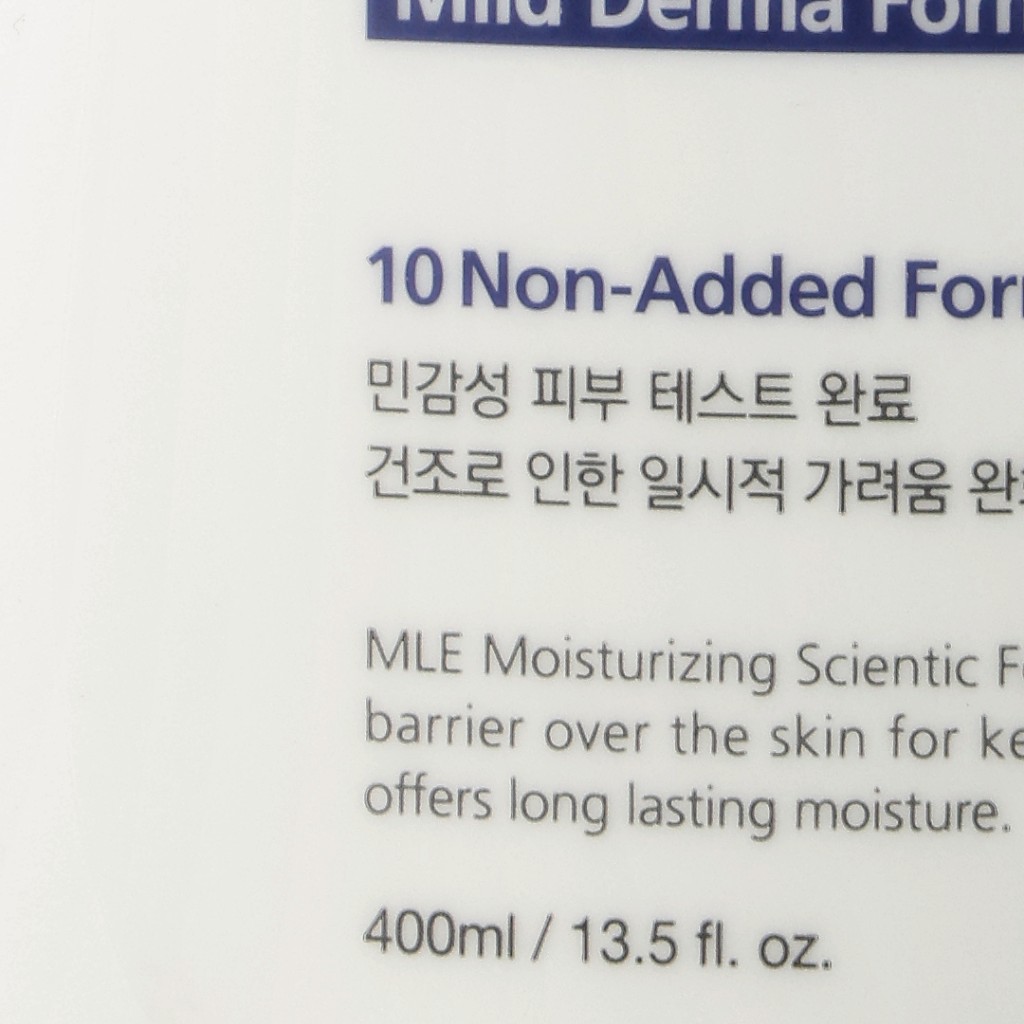 Mild Derma
10 Non-Added
민감성 피부 테스트 완료
건조로 인한 일시적 가려움
MLE Moisturizing Scientic
barrier over the skin for
offers long lasting moisture.
400ml / 13.5 fl. oz.